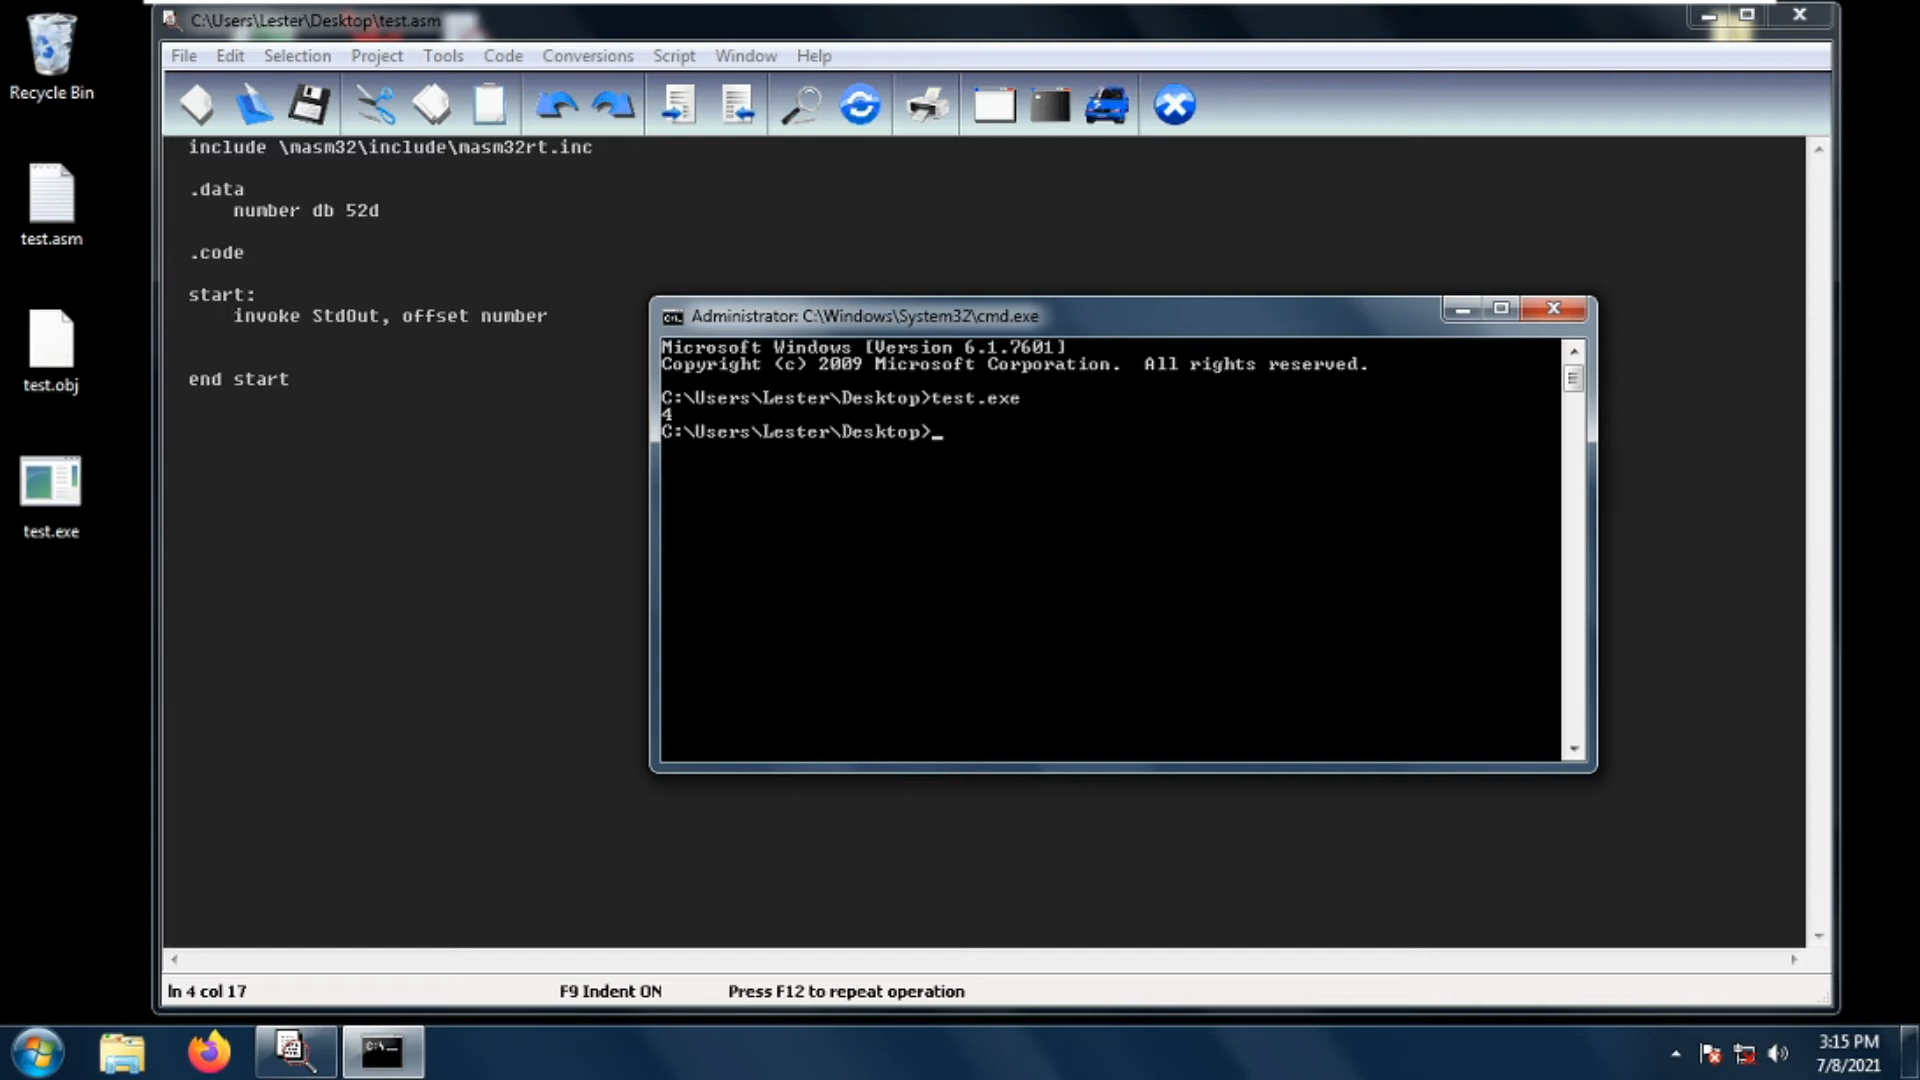 C:\Users\Lester\Desktop\test.asm
File Edit Selection Project Tools Code Conversions Script Window Help
Recycle Bin
test.asm
test.obj
test.exe
include \masm32\include\masm32rt.inc
.data
number db 52d
.code
start:
invoke StdOut, offset number
end start
Administrator: C:\Windows\System32\cmd.exe
Microsoft Windows [Version 6.1.7601]
Copyright (c) 2009 Microsoft Corporation.  All rights reserved.
C:\Users\Lester\Desktop>test.exe
4
C:\Users\Lester\Desktop>_
ln 4 col 17 F9 Indent ON Press F12 to repeat operation
3:15 PM
7/8/2021